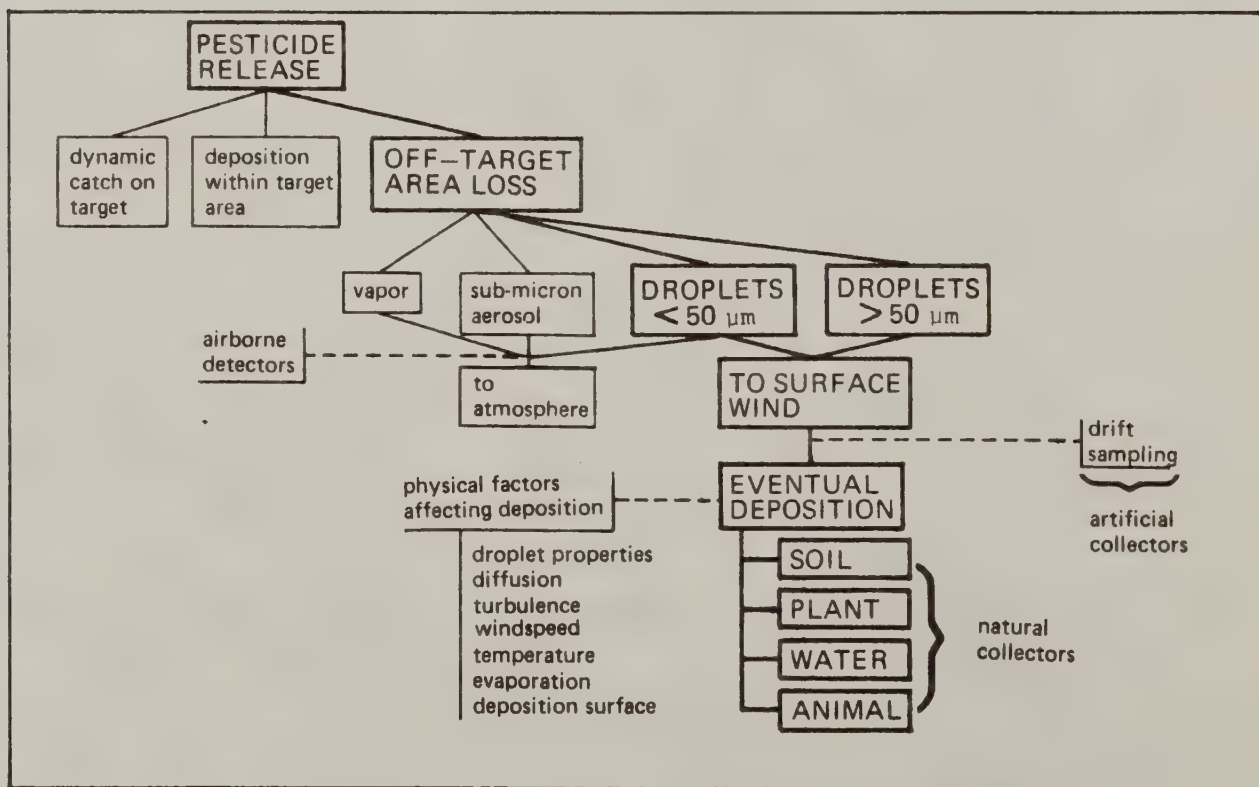 PESTICIDE
RELEASE
dynamic
catch on
target
deposition
within target
area
OFF-TARGET
AREA LOSS
vapor
sub-micron
aerosol
DROPLETS
< 50 µm
DROPLETS
> 50 µm
airborne
detectors
to
atmosphere
TO SURFACE
WIND
drift
sampling
artificial
collectors
physical factors
affecting deposition
droplet properties
diffusion
turbulence
windspeed
temperature
evaporation
deposition surface
EVENTUAL
DEPOSITION
SOIL
PLANT
WATER
ANIMAL
natural
collectors